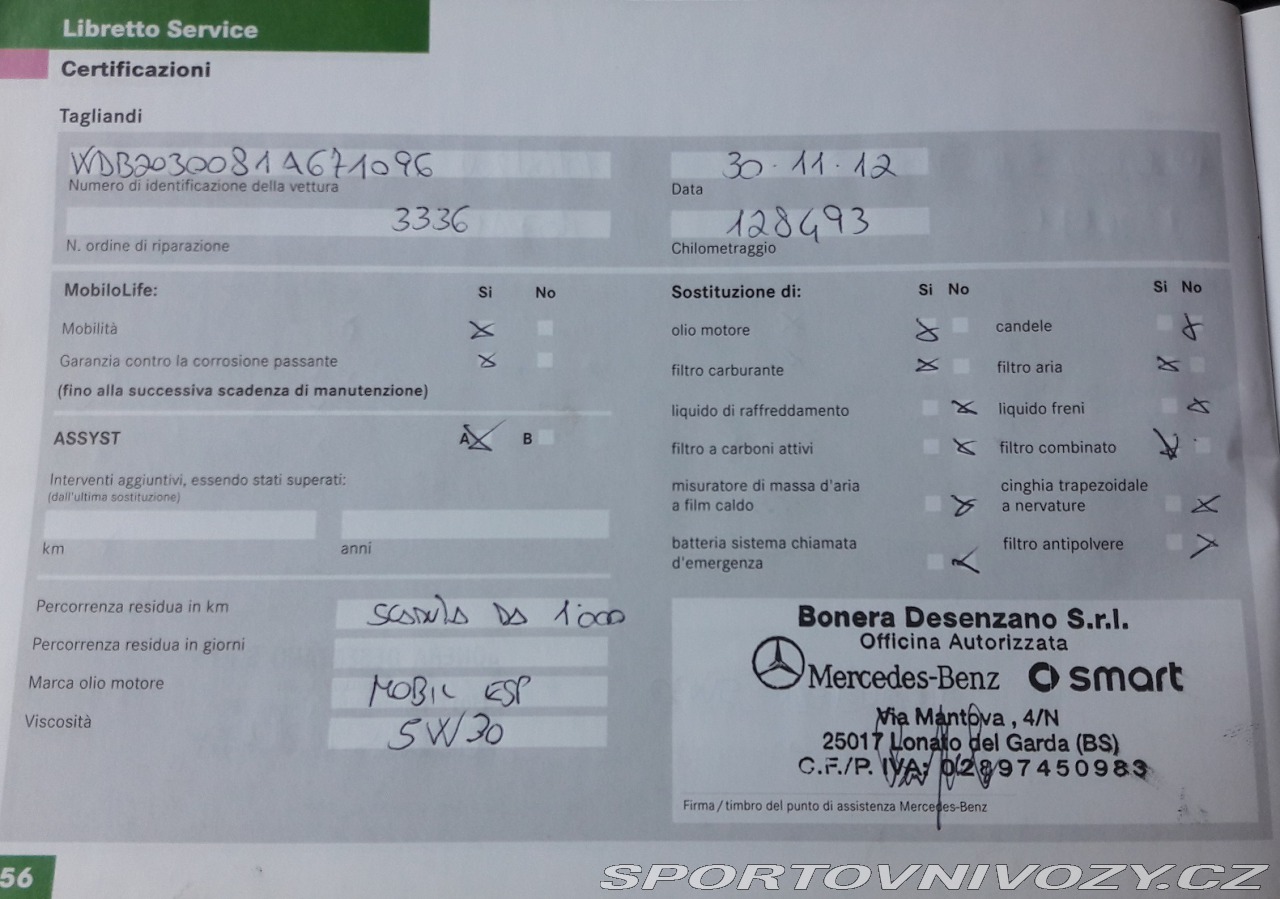 Libretto Service
Certificazioni
Tagliandi
WDB2030081A671096
Numero di identificazione della vettura
30·11·12
Data
3336
N. ordine di riparazione
128493
Chilometraggio
MobiloLife: Si No
Mobilità
Garanzia contro la corrosione passante
(fino alla successiva scadenza di manutenzione)
ASSYST A B
Interventi aggiuntivi, essendo stati superati:
(dall'ultima sostituzione)
km anni
Percorrenza residua in km
Percorrenza residua in giorni
Marca olio motore MOBIL ESP
Viscosità 5W30
Sostituzione di: Si No Si No
olio motore candele
filtro carburante filtro aria
liquido di raffreddamento liquido freni
filtro a carboni attivi filtro combinato
misuratore di massa d'aria cinghia trapezoidale
a film caldo a nervature
batteria sistema chiamata filtro antipolvere
d'emergenza
Bonera Desenzano S.r.l.
Officina Autorizzata
Mercedes-Benz smart
Via Mantova , 4/N
25017 Lonato del Garda (BS)
C.F./P. IVA: 02897450983
Firma/timbro del punto di assistenza Mercedes-Benz
56
SPORTOVNIVOZY.CZ